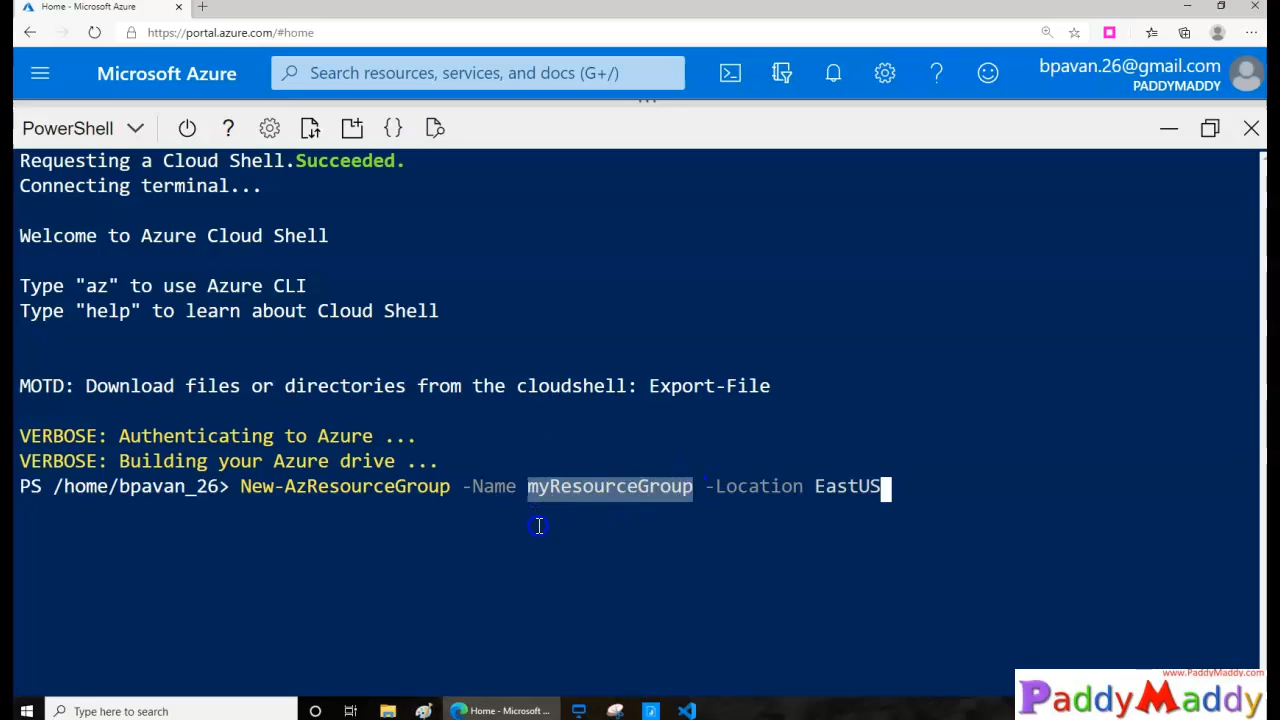 Home - Microsoft Azure
https://portal.azure.com/#home
Microsoft Azure
Search resources, services, and docs (G+/)
bpavan.26@gmail.com
PADDYMADDY
PowerShell
Requesting a Cloud Shell.Succeeded.
Connecting terminal...
Welcome to Azure Cloud Shell
Type "az" to use Azure CLI
Type "help" to learn about Cloud Shell
MOTD: Download files or directories from the cloudshell: Export-File
VERBOSE: Authenticating to Azure ...
VERBOSE: Building your Azure drive ...
PS /home/bpavan_26> New-AzResourceGroup -Name myResourceGroup -Location EastUS
www.PaddyMaddy.com
PaddyMaddy
Type here to search
Home - Microsoft ...